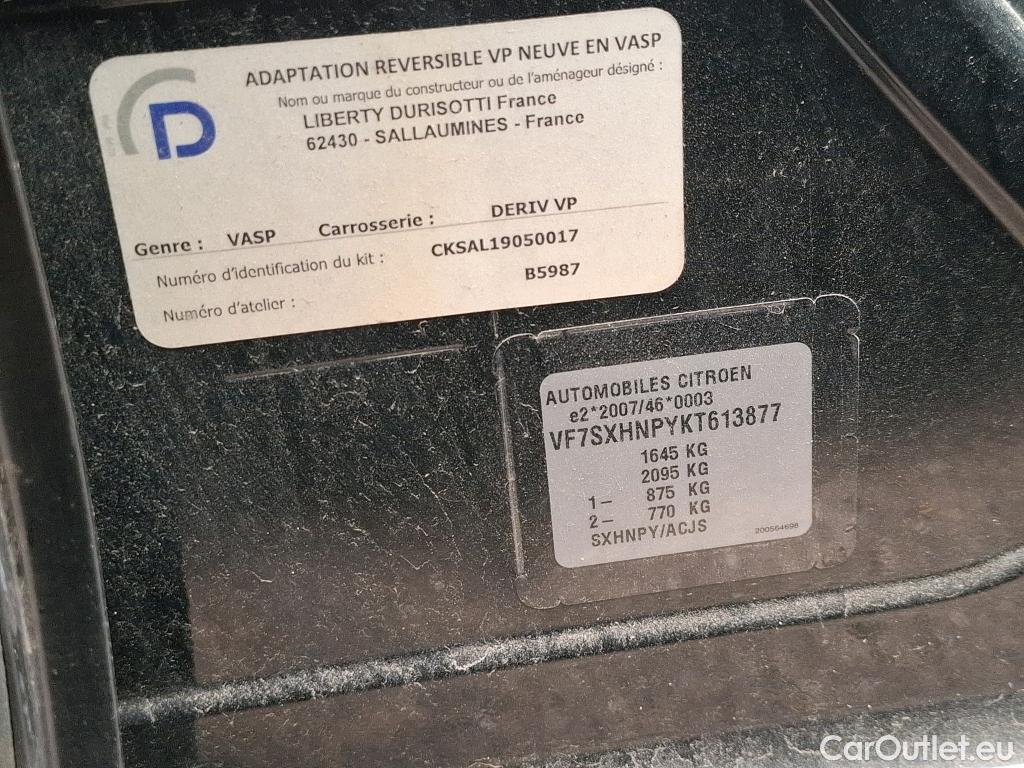 D
ADAPTATION REVERSIBLE VP NEUVE EN VASP
Nom ou marque du constructeur ou de l'aménageur désigné :
LIBERTY DURISOTTI France
62430 - SALLAUMINES - France
Genre : VASP Carrosserie : DERIV VP
Numéro d'identification du kit : CKSAL19050017
Numéro d'atelier : B5987
AUTOMOBILES CITROEN
e2*2007/46*0003
VF7SXHNPYKT613877
1645 KG
2095 KG
1- 875 KG
2- 770 KG
SXHNPY/ACJS 200564698
CarOutlet.eu